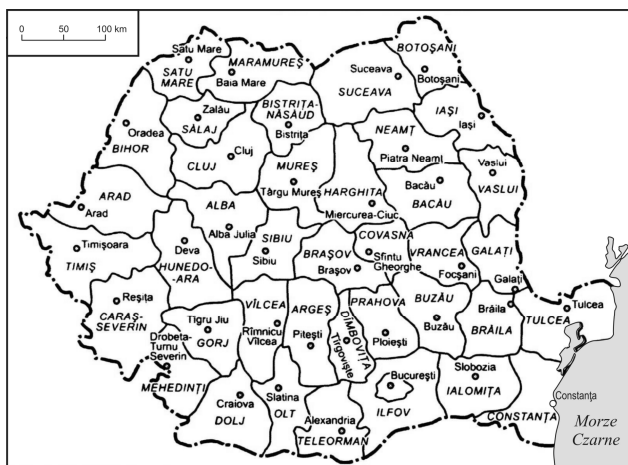 0 50 100 km
Satu Mare
SATU
MARE
MARAMUREȘ
Baia Mare
BOTOȘANI
Botoșani
Suceava
SUCEAVA
Oradea
BIHOR
Zalău
SĂLAJ
BISTRIȚA-
NĂSĂUD
Bistrița
IAȘI
Iași
CLUJ
Cluj
MUREȘ
Târgu Mureș
NEAMȚ
Piatra Neamț
HARGHITA
Miercurea-Ciuc
Bacău
BACĂU
Vaslui
VASLUI
ARAD
Arad
ALBA
Alba Julia
Timișoara
TIMIȘ
Deva
HUNEDO-
ARA
SIBIU
Sibiu
BRAȘOV
Brașov
COVASNA
Sfîntu
Gheorghe
VRANCEA
Focșani
GALAȚI
Galați
Reșița
CARAȘ-
SEVERIN
Tîgru Jiu
GORJ
VÎLCEA
Rîmnicu
Vîlcea
ARGEȘ
Pitești
DÎMBOVIȚA
Tîrgoviște
PRAHOVA
Ploiești
BUZĂU
Buzău
Brăila
BRĂILA
Tulcea
TULCEA
Drobeta-
Turnu
Severin
MEHEDINȚI
Craiova
DOLJ
Slatina
OLT
Alexandria
TELEORMAN
București
ILFOV
Slobozia
IALOMIȚA
Constanța
CONSTANȚA
Morze
Czarne